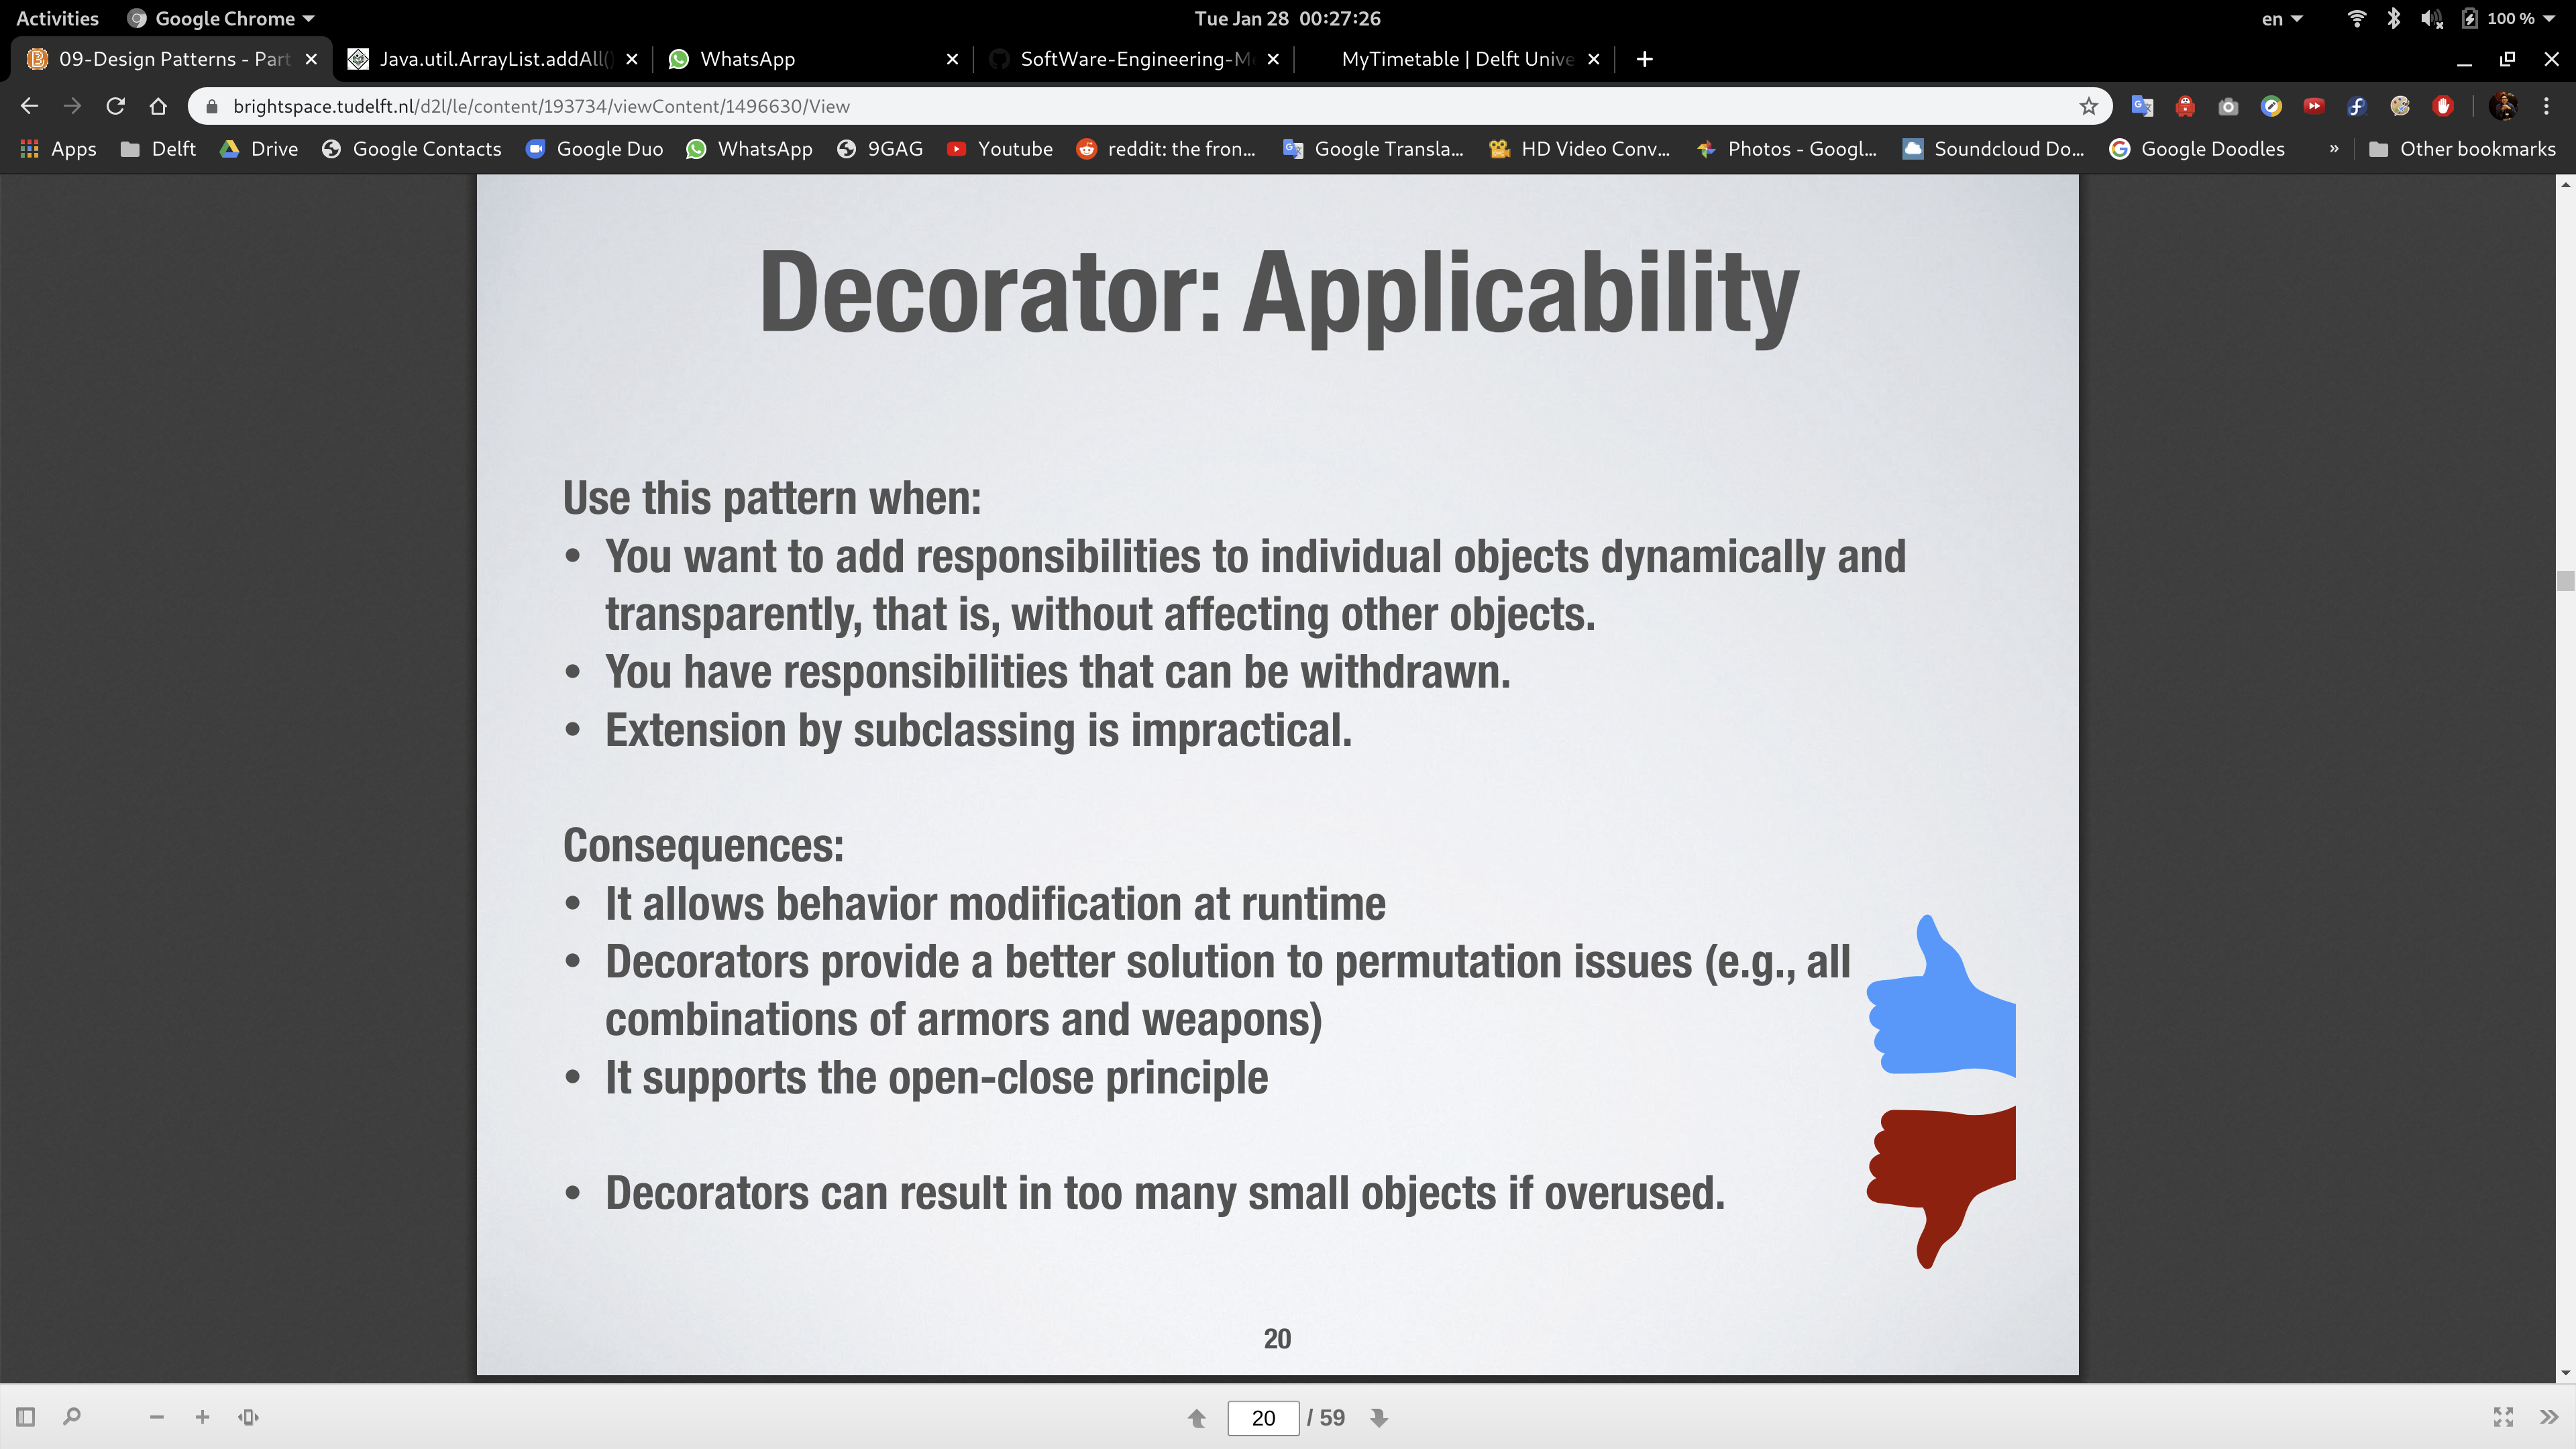 Activities Google Chrome Tue Jan 28 00:27:26 en 100 %
09-Design Patterns - Part Java.util.ArrayList.addAll() WhatsApp SoftWare-Engineering-M MyTimetable | Delft Unive
brightspace.tudelft.nl/d2l/le/content/193734/viewContent/1496630/View
Apps Delft Drive Google Contacts Google Duo WhatsApp 9GAG Youtube reddit: the fron... Google Transla... HD Video Conv... Photos - Googl... Soundcloud Do... Google Doodles » Other bookmarks
Decorator: Applicability
Use this pattern when:
• You want to add responsibilities to individual objects dynamically and
transparently, that is, without affecting other objects.
• You have responsibilities that can be withdrawn.
• Extension by subclassing is impractical.
Consequences:
• It allows behavior modification at runtime
• Decorators provide a better solution to permutation issues (e.g., all
combinations of armors and weapons)
• It supports the open-close principle
• Decorators can result in too many small objects if overused.
20
20 / 59